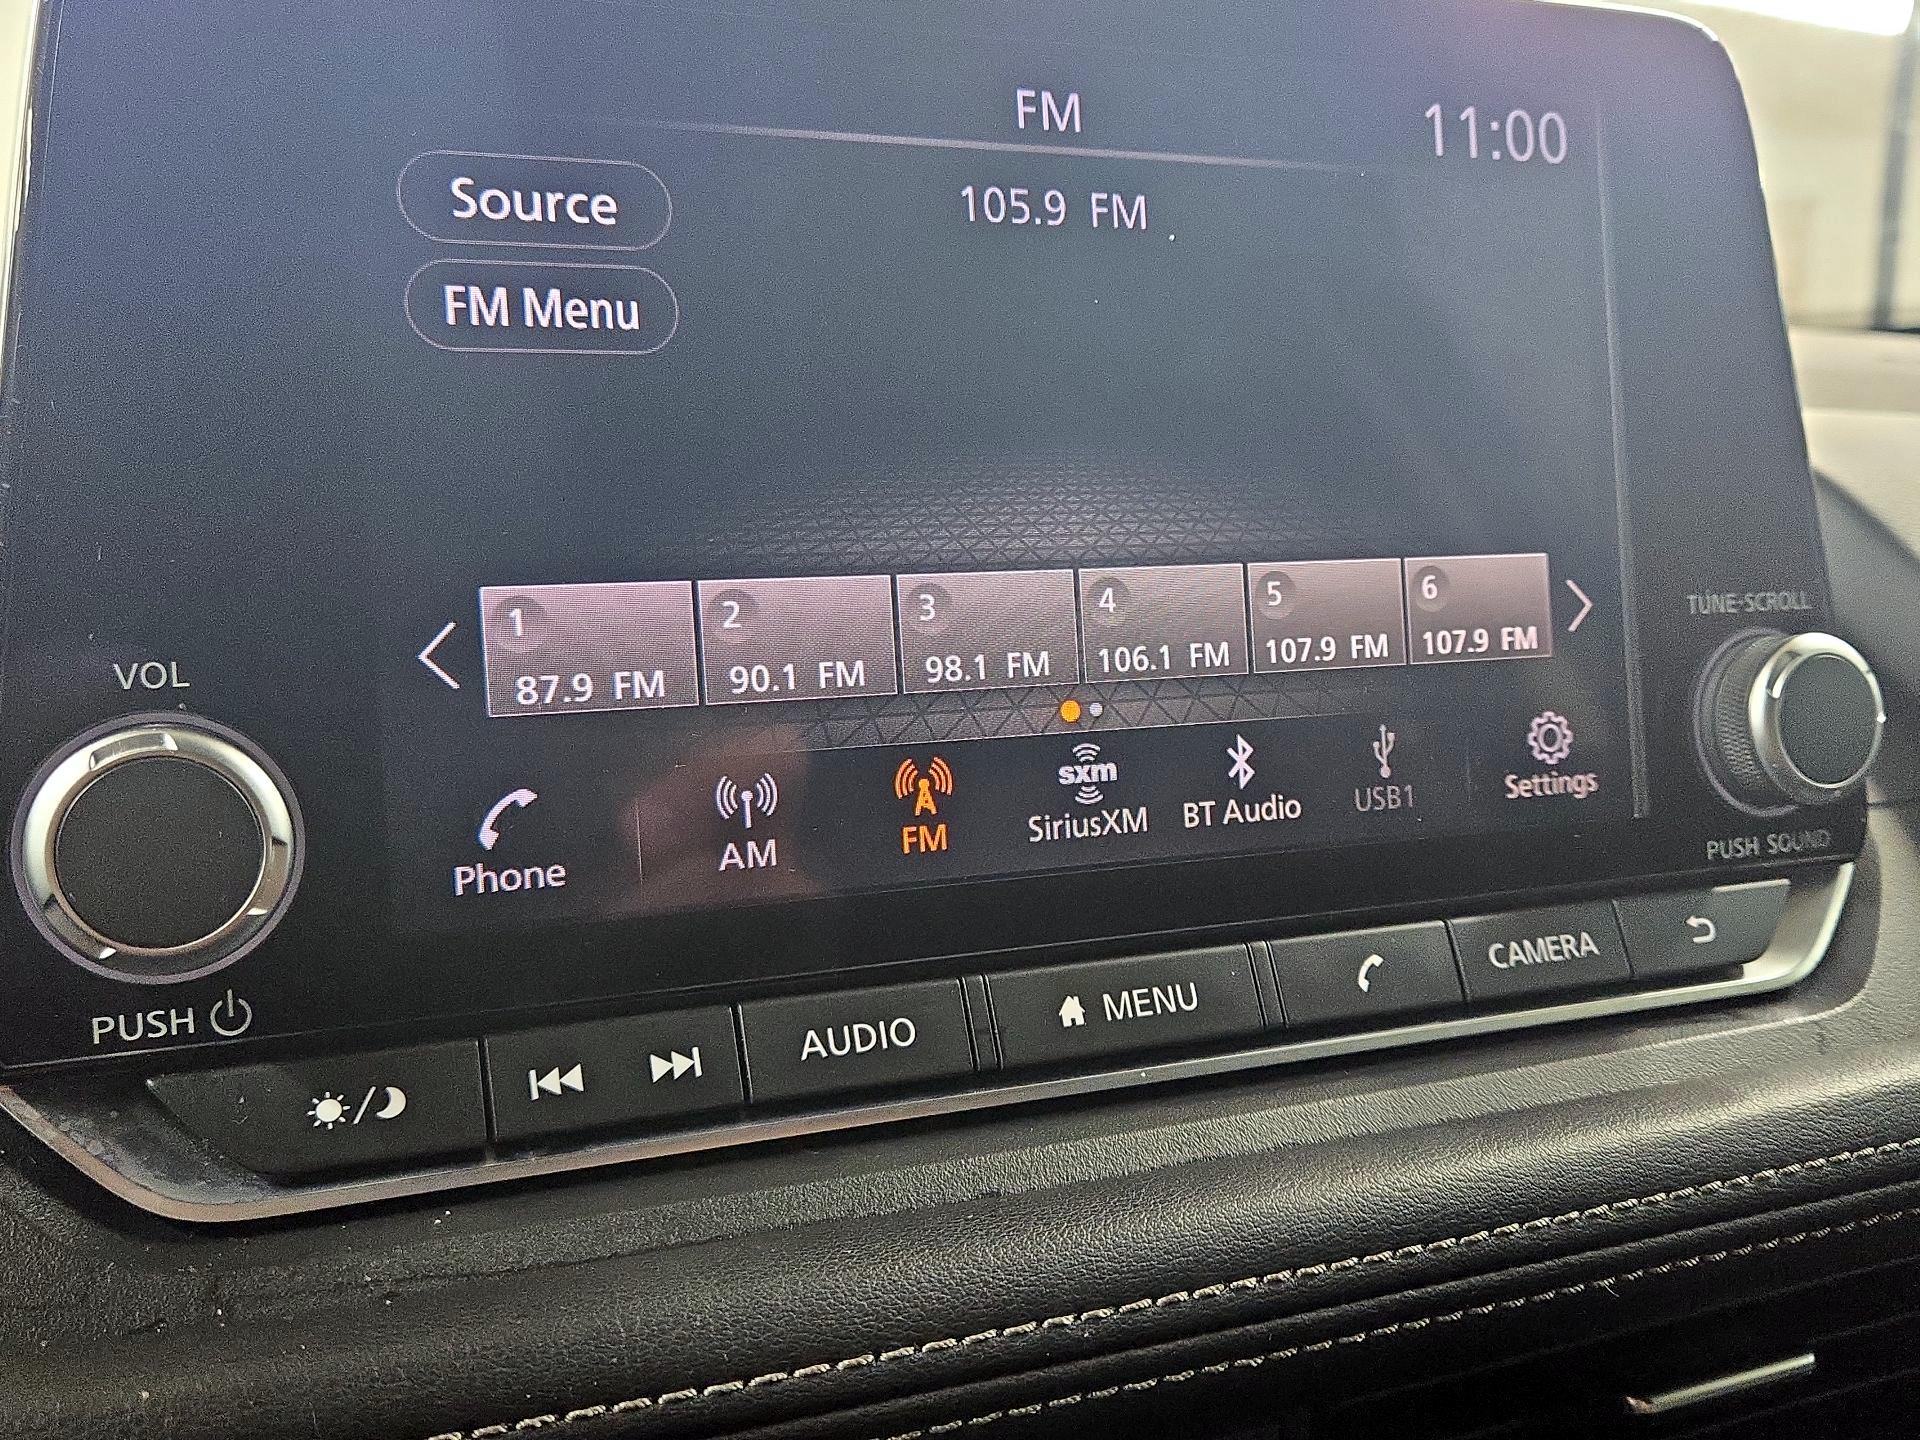 FM
11:00
Source
105.9 FM
FM Menu
1
87.9 FM
2
90.1 FM
3
98.1 FM
4
106.1 FM
5
107.9 FM
6
107.9 FM
TUNE·SCROLL
VOL
Phone
AM
FM
sxm
SiriusXM
BT Audio
USB1
Settings
PUSH SOUND
PUSH
AUDIO
MENU
CAMERA